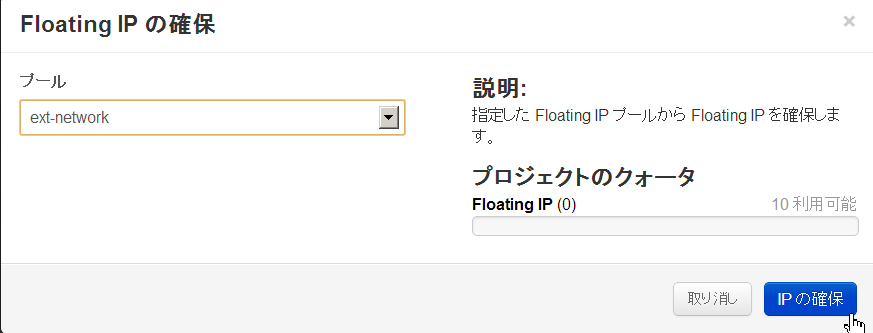 Floating IP の確保
×
プール
ext-network
説明:
指定した Floating IP プールから Floating IP を確保しま
す。
プロジェクトのクォータ
Floating IP (0) 10 利用可能
取り消し IP の確保